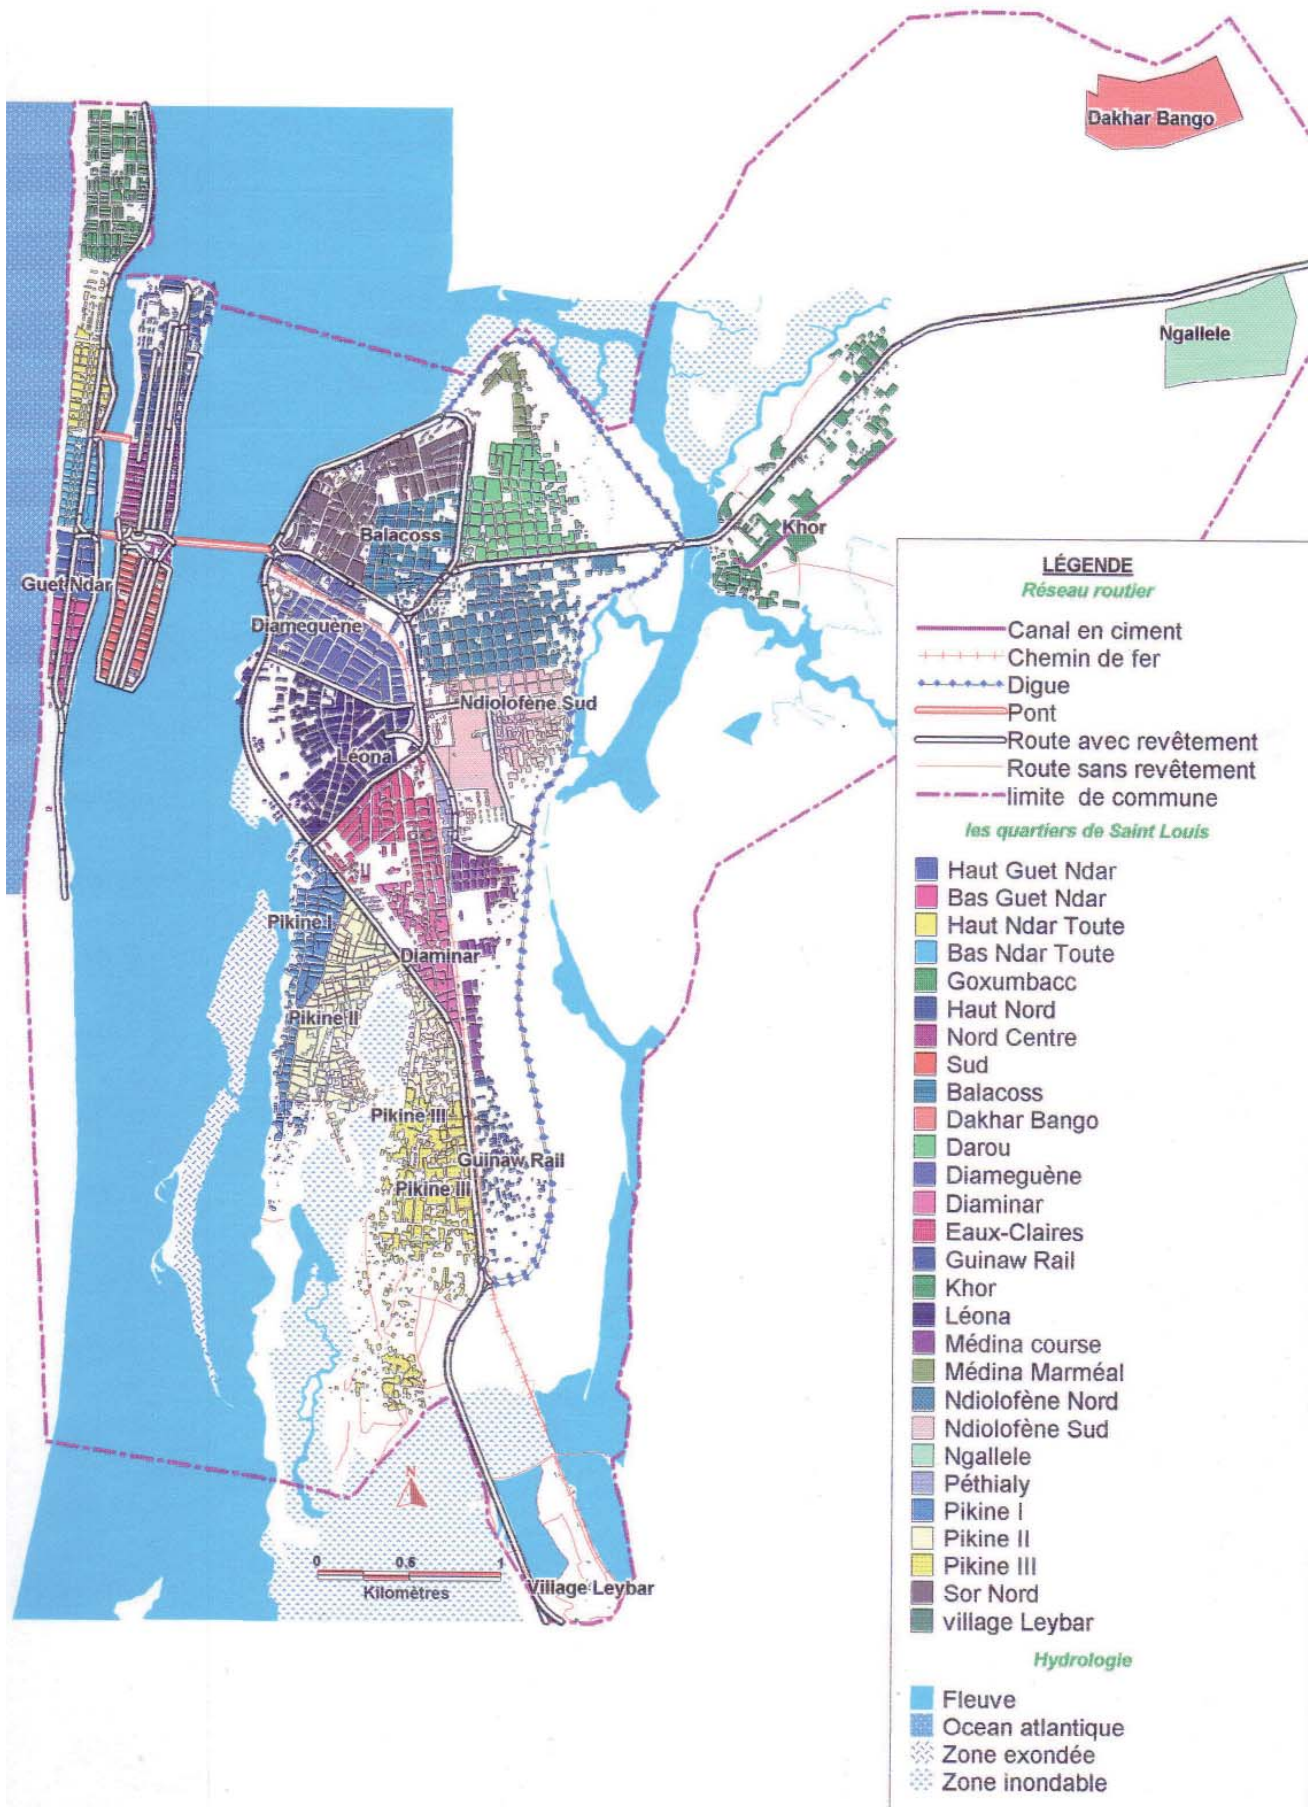 Dakhar Bango
Ngallele
Khor
Balacoss
Guet Ndar
Diameguène
Ndiolofène Sud
Léona
Pikine I
Diaminar
Pikine II
Pikine III
Guinaw Rail
Pikine III
N
0 0,5 1
Kilomètres
Village Leybar
LÉGENDE
Réseau routier
Canal en ciment
Chemin de fer
Digue
Pont
Route avec revêtement
Route sans revêtement
limite de commune
les quartiers de Saint Louis
Haut Guet Ndar
Bas Guet Ndar
Haut Ndar Toute
Bas Ndar Toute
Goxumbacc
Haut Nord
Nord Centre
Sud
Balacoss
Dakhar Bango
Darou
Diameguène
Diaminar
Eaux-Claires
Guinaw Rail
Khor
Léona
Médina course
Médina Marméal
Ndiolofène Nord
Ndiolofène Sud
Ngallele
Péthialy
Pikine I
Pikine II
Pikine III
Sor Nord
village Leybar
Hydrologie
Fleuve
Ocean atlantique
Zone exondée
Zone inondable